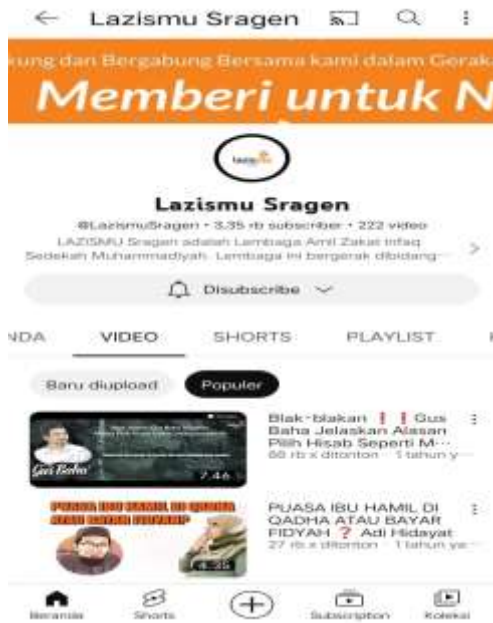 Lazismu Sragen
kung dan Bergabung Bersama kami dalam Gerak
Memberi untuk N
Lazismu Sragen
@LazismuSragen • 3,35 rb subscriber • 222 video
LAZISMU Sragen adalah Lembaga Amil Zakat Infaq
Sedekah Muhammadiyah. Lembaga ini bergerak dibidang...
Disubscribe
NDA VIDEO SHORTS PLAYLIST
Baru diupload Populer
Gus Baha'
7.46
Blak-blakan ❗❗Gus
Baha Jelaskan Alasan
Pilih Hisab Seperti M...
88 rb x ditonton 1 tahun y...
PUASA IBU HAMIL DI QADHA
ATAU BAYAR FIDYAH?
4.35
PUASA IBU HAMIL DI
QADHA ATAU BAYAR
FIDYAH ❓ Adi Hidayat
27 rb x ditonton 1 tahun ya...
Beranda Shorts Subscription Koleksi